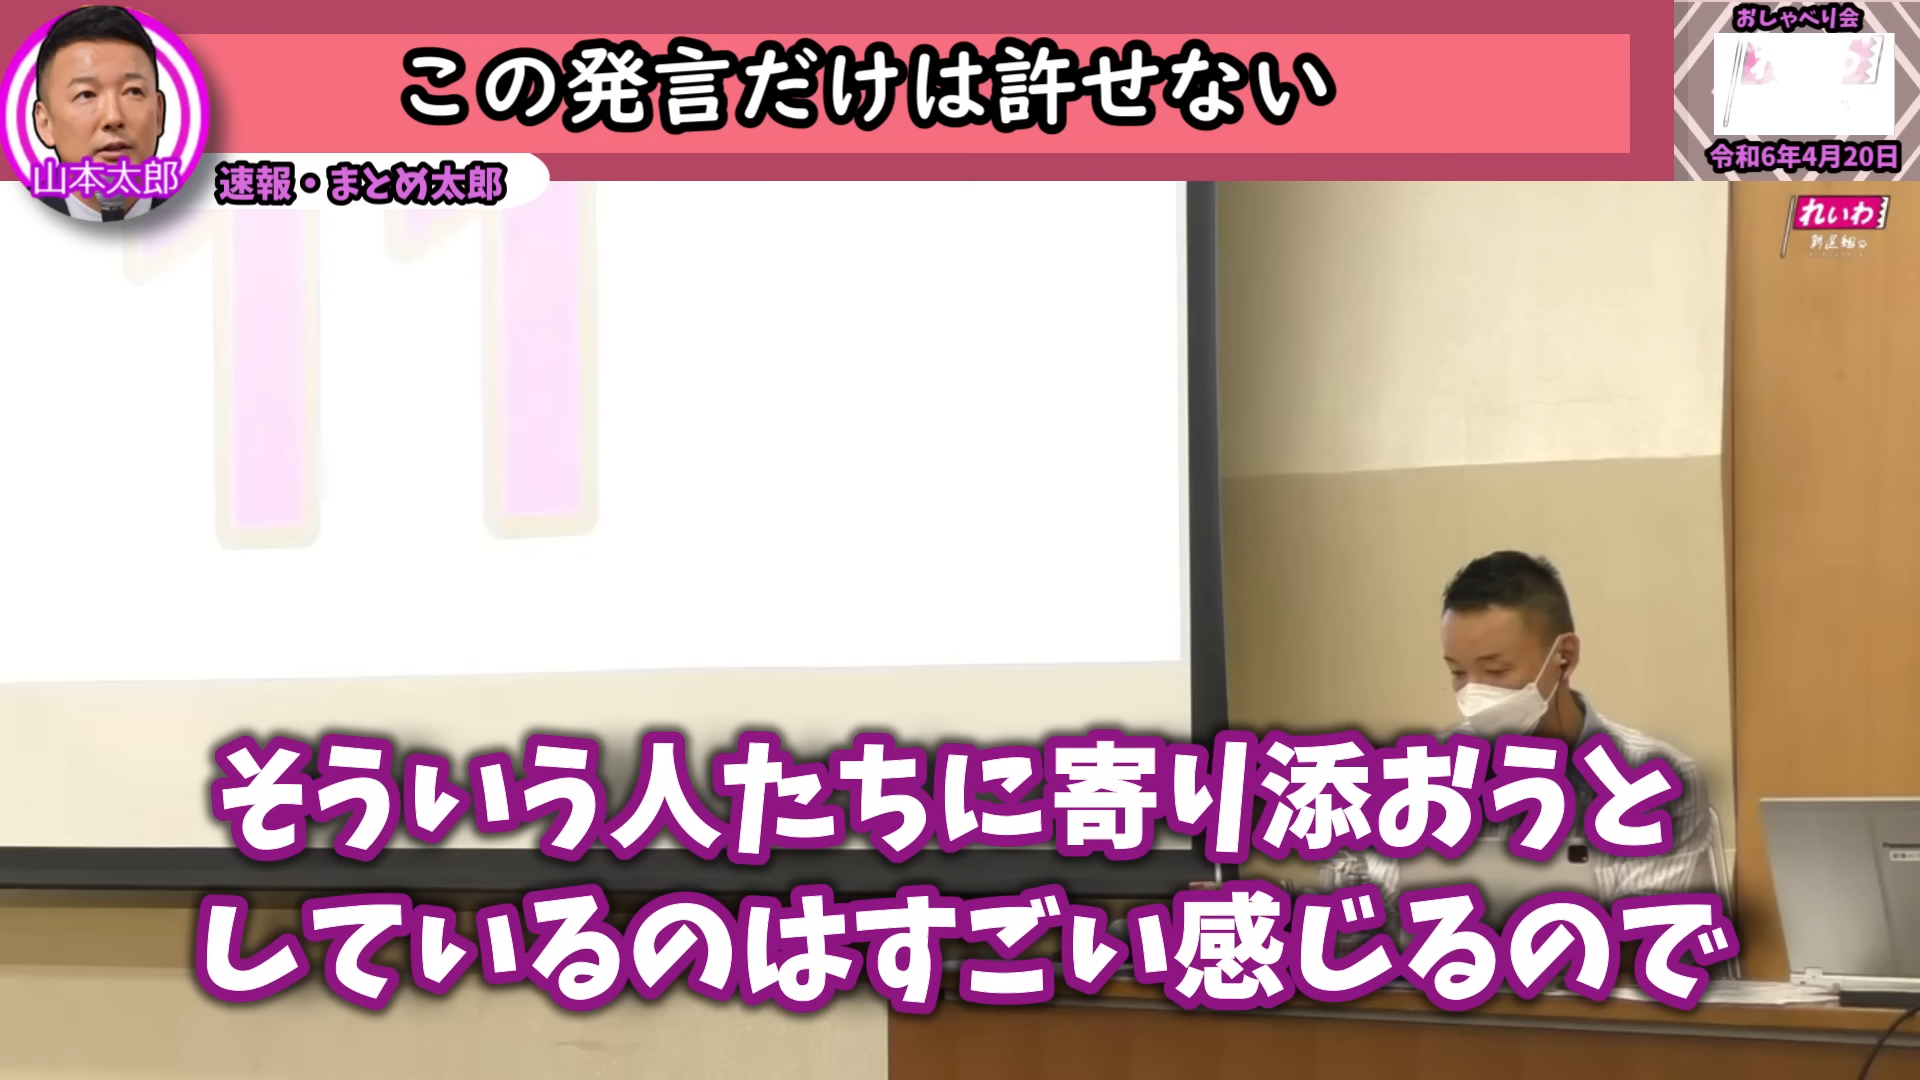 この発言だけは許せない
おしゃべり会
令和6年4月20日
山本太郎
速報・まとめ太郎
れいわ
新選組
そういう人たちに寄り添おうと
しているのはすごい感じるので